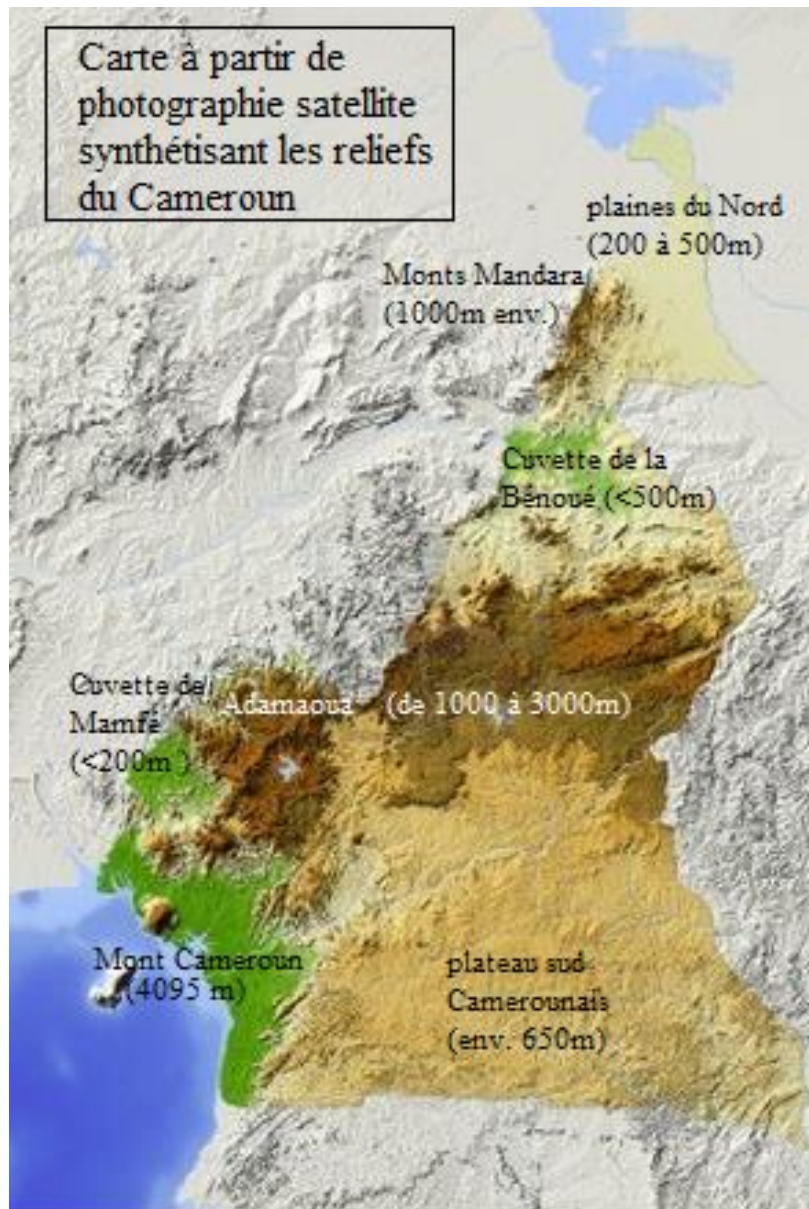 Carte à partir de
photographie satellite
synthétisant les reliefs
du Cameroun
plaines du Nord
(200 à 500m)
Monts Mandara
(1000m env.)
Cuvette de la
Bénoué (<500m)
Cuvette de
Mamfé
(<200m )
Adamaoua (de 1000 à 3000m)
Mont Cameroun
(4095 m)
plateau sud
Camerounais
(env. 650m)